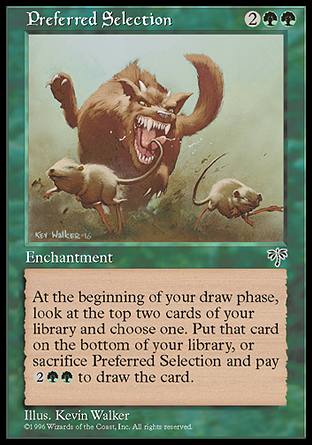 Preferred Selection 2
KEV WALKER '96
Enchantment
At the beginning of your draw phase,
look at the top two cards of your
library and choose one. Put that card
on the bottom of your library, or
sacrifice Preferred Selection and pay
2 to draw the card.
Illus. Kevin Walker
©1996 Wizards of the Coast, Inc. All rights reserved.